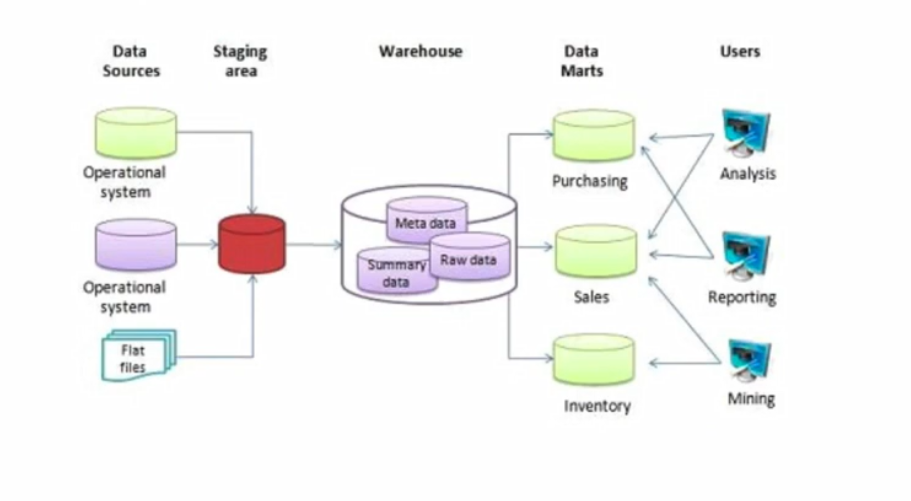 Data
Sources
Staging
area
Warehouse
Data
Marts
Users
Operational
system
Operational
system
Flat
files
Meta data
Summary
data
Raw data
Purchasing
Sales
Inventory
Analysis
Reporting
Mining